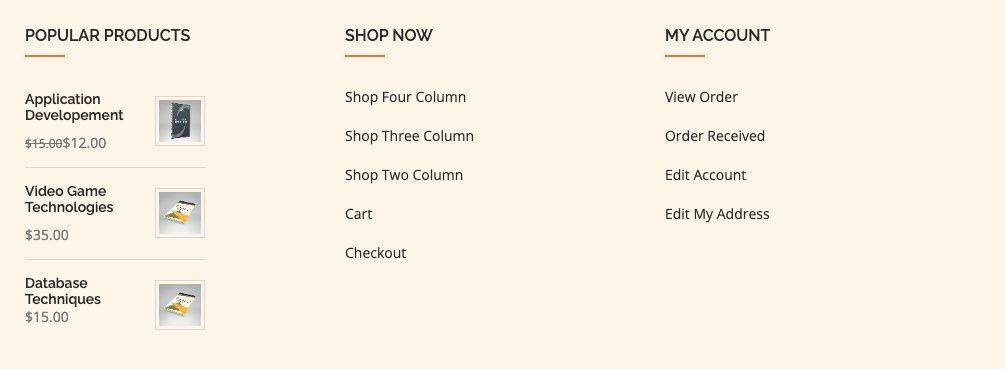 POPULAR PRODUCTS
Application
Developement
$15.00$12.00
Video Game
Technologies
$35.00
Database
Techniques
$15.00
SHOP NOW
Shop Four Column
Shop Three Column
Shop Two Column
Cart
Checkout
MY ACCOUNT
View Order
Order Received
Edit Account
Edit My Address